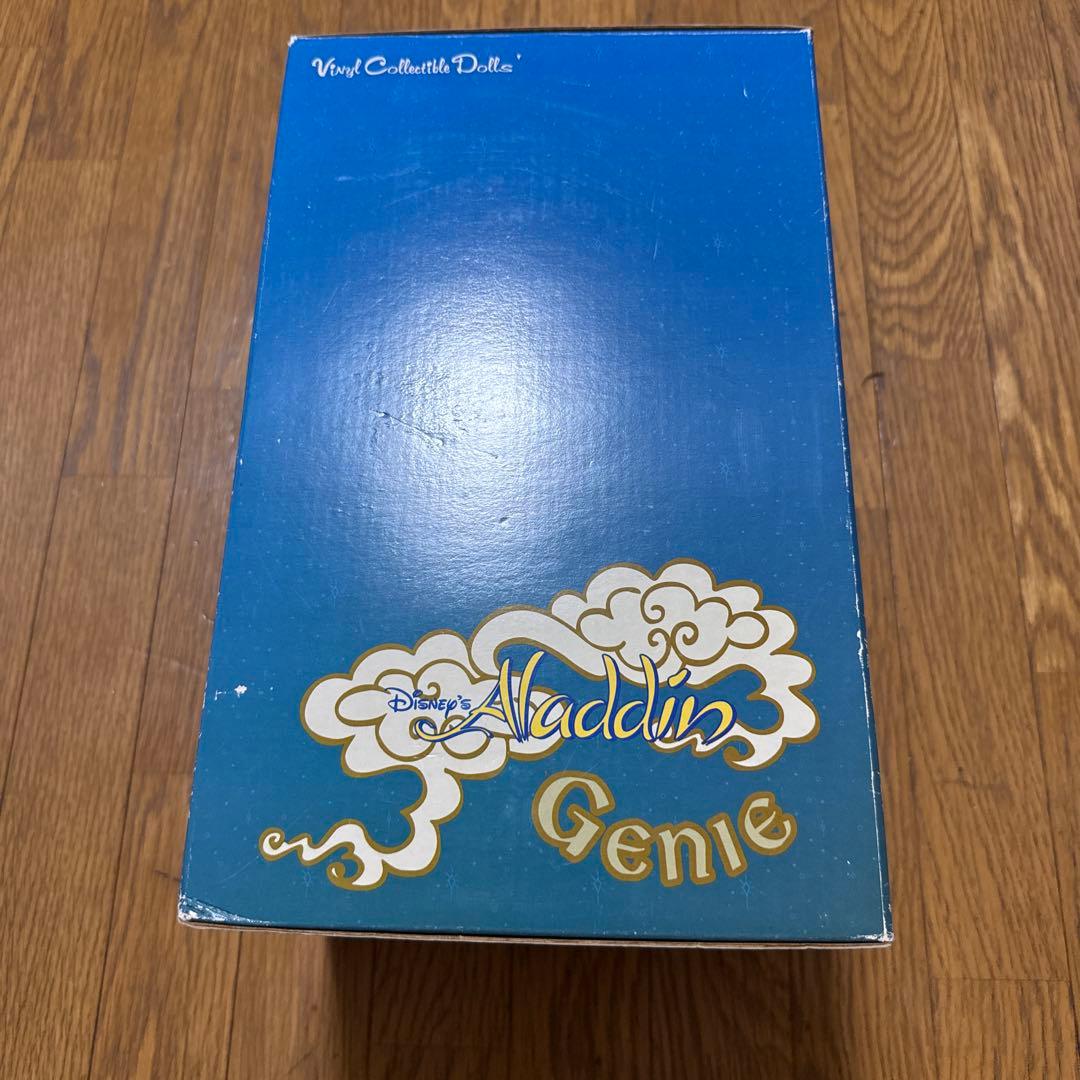 Vinyl Collectible Dolls
Disney's Aladdin
Genie